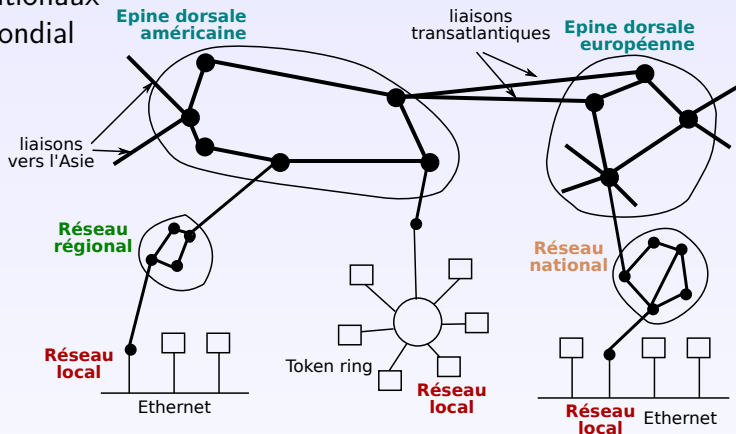 ondial
Epine dorsale
américaine
liaisons
transatlantiques
Epine dorsale
européenne
liaisons
vers l'Asie
Réseau
régional
Réseau
national
Réseau
local
Token ring
Réseau
local
Ethernet
Réseau
local
Ethernet